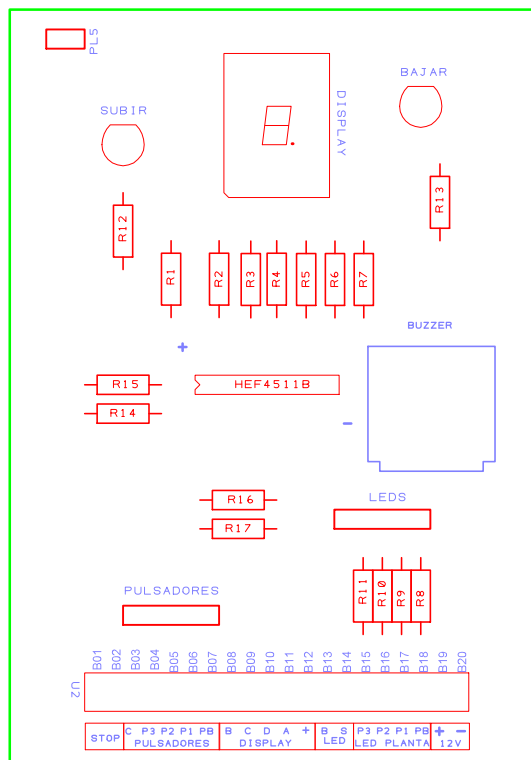 PL5
BAJAR
SUBIR
DISPLAY
R13
R12
R1
R2
R3
R4
R5
R6
R7
BUZZER
+
R15
HEF4511B
R14
-
R16
LEDS
R17
R11
R10
R9
R8
PULSADORES
B01 B02 B03 B04 B05 B06 B07 B08 B09 B10 B11 B12 B13 B14 B15 B16 B17 B18 B19 B20
U2
STOP
C P3 P2 P1 PB
PULSADORES
B C D A +
DISPLAY
B S
LED
P3 P2 P1 PB
LED PLANTA
+ -
12V